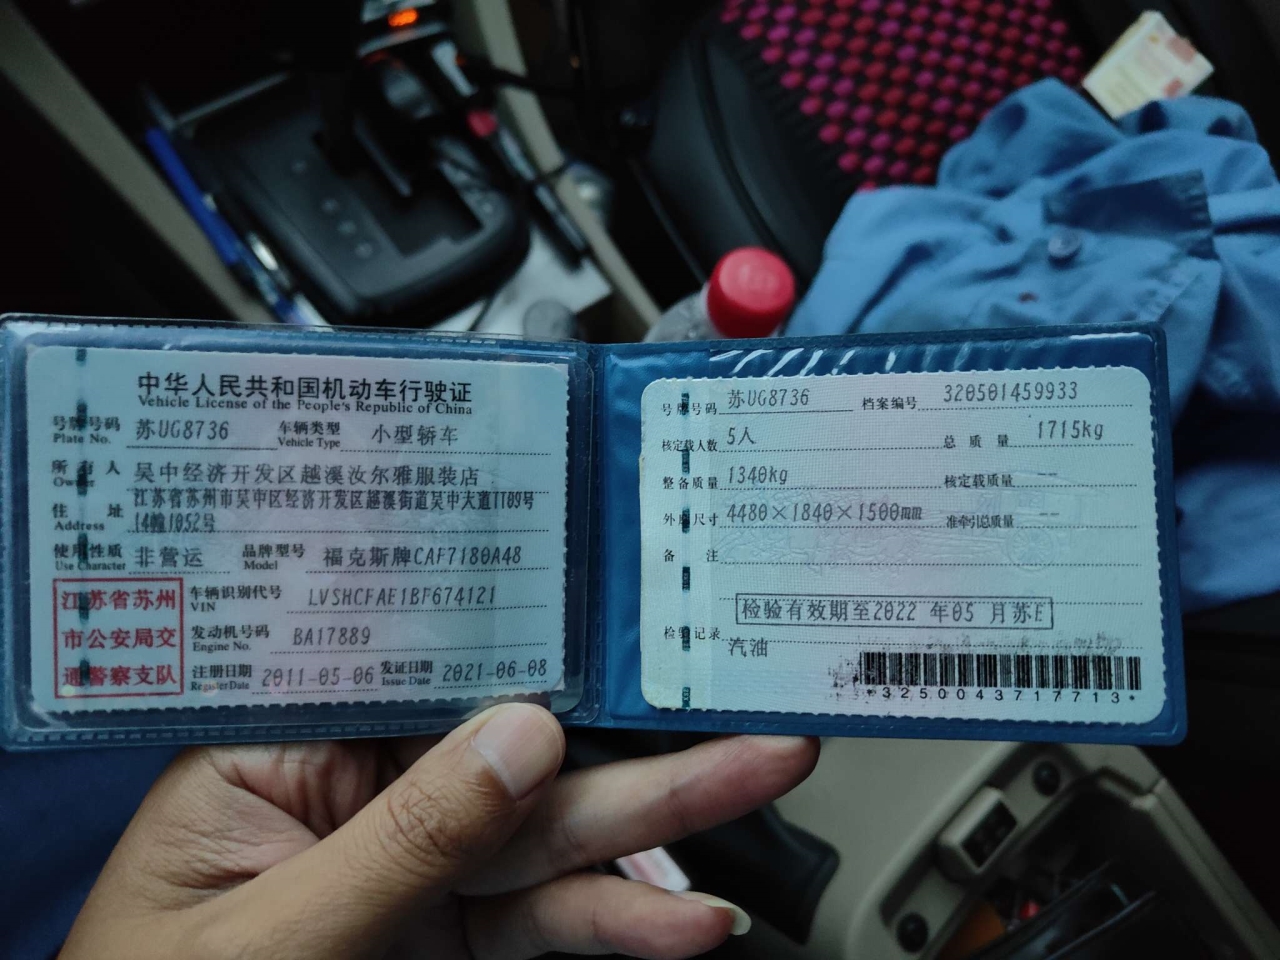 中华人民共和国机动车行驶证
Vehicle License of the People's Republic of China
号牌号码 Plate No. 苏UG8736 车辆类型 Vehicle Type 小型轿车
所有人 Owner 吴中经济开发区越溪汝尔雅服装店
住址 Address 江苏省苏州市吴中区经济开发区越溪街道吴中大道1109号
14幢1052号
使用性质 Use Character 非营运 品牌型号 Model 福克斯牌CAF7180A48
车辆识别代号 VIN LVSHCFAE1BF674121
发动机号码 Engine No. BA17889
注册日期 Register Date 2011-05-06 发证日期 Issue Date 2021-06-08
江苏省苏州
市公安局交
通警察支队
号牌号码 苏UG8736 档案编号 320501459933
核定载人数 5人 总质量 1715kg
整备质量 1340kg 核定载质量 --
外廓尺寸 4480×1840×1500mm 准牵引总质量 --
备注
检验有效期至2022年05月苏E
检验记录 汽油
*3250043717713*